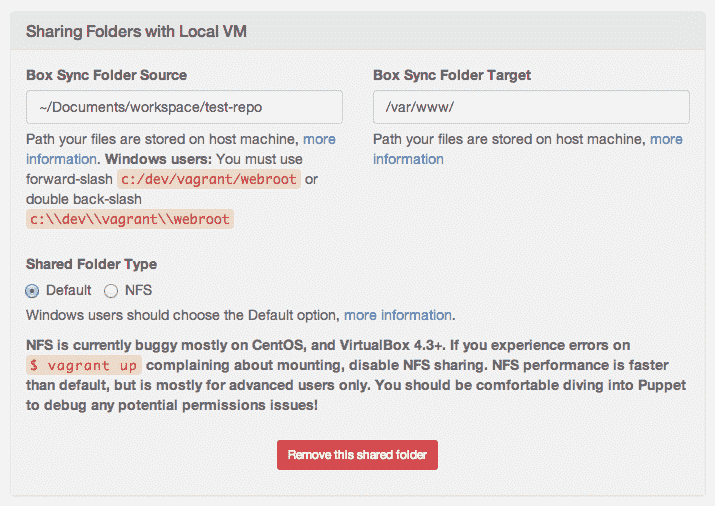 Sharing Folders with Local VM
Box Sync Folder Source
~/Documents/workspace/test-repo
Path your files are stored on host machine, more
information. Windows users: You must use
forward-slash c:/dev/vagrant/webroot or
double back-slash
c:\\dev\\vagrant\\webroot
Box Sync Folder Target
/var/www/
Path your files are stored on host machine, more
information
Shared Folder Type
Default NFS
Windows users should choose the Default option, more information.
NFS is currently buggy mostly on CentOS, and VirtualBox 4.3+. If you experience errors on
$ vagrant up complaining about mounting, disable NFS sharing. NFS performance is faster
than default, but is mostly for advanced users only. You should be comfortable diving into Puppet
to debug any potential permissions issues!
Remove this shared folder